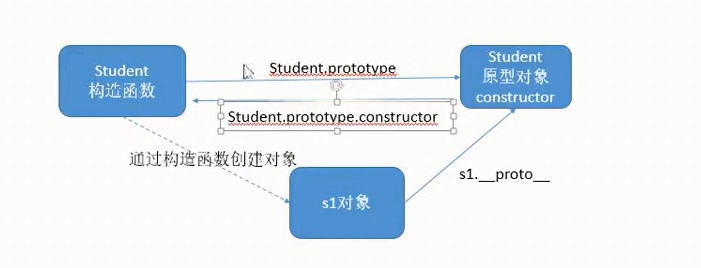 Student
构造函数
Student.prototype
Student
原型对象
constructor
Student.prototype.constructor
通过构造函数创建对象
s1.__proto__
s1对象